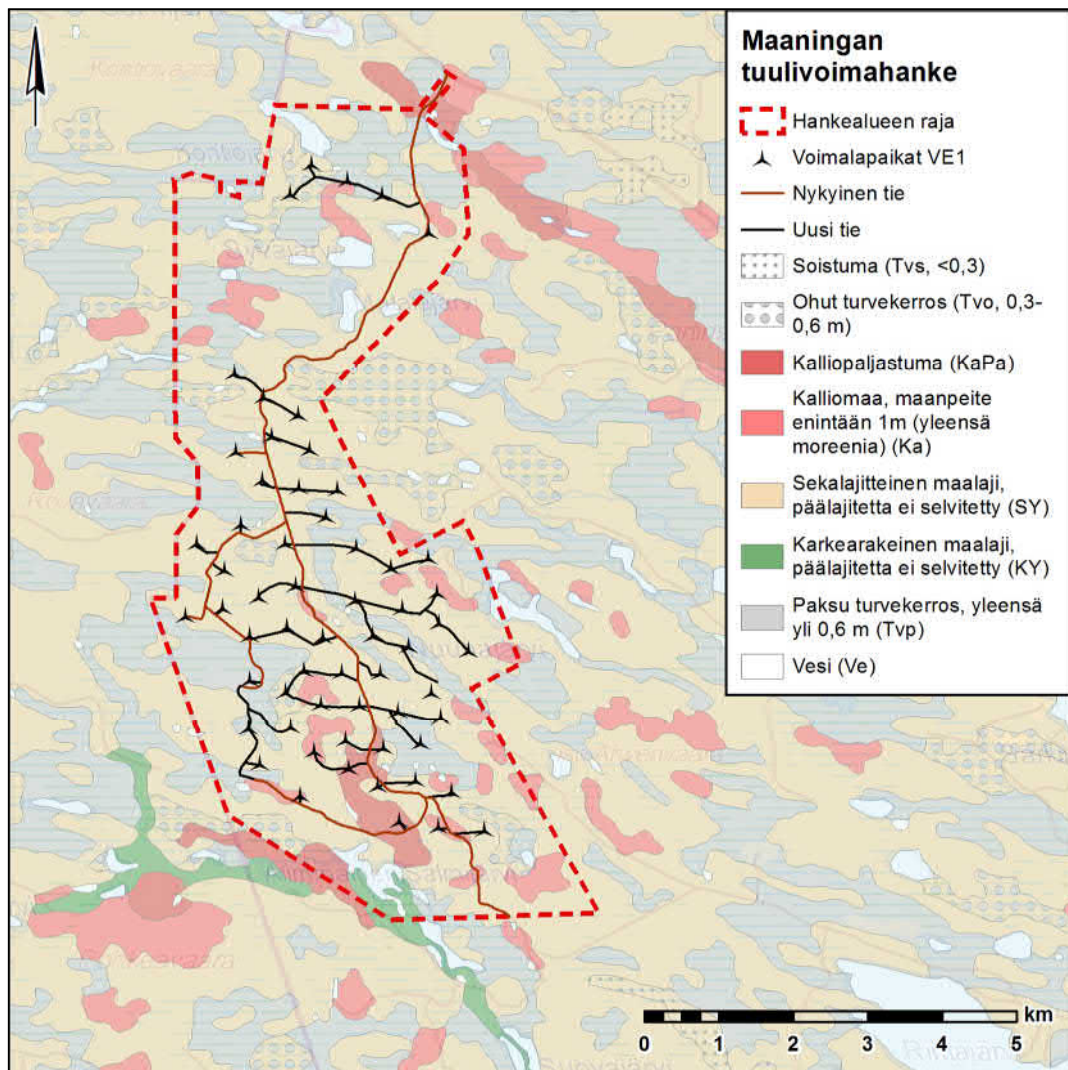 Maaningan
tuulivoimahanke
Hankealueen raja
Voimalapaikat VE1
Nykyinen tie
Uusi tie
Soistuma (Tvs, <0,3)
Ohut turvekerros (Tvo, 0,3-
0,6 m)
Kalliopaljastuma (KaPa)
Kalliomaa, maanpeite
enintään 1m (yleensä
moreenia) (Ka)
Sekalajitteinen maalaji,
päälajitetta ei selvitetty (SY)
Karkearakeinen maalaji,
päälajitetta ei selvitetty (KY)
Paksu turvekerros, yleensä
yli 0,6 m (Tvp)
Vesi (Ve)
km
0 1 2 3 4 5